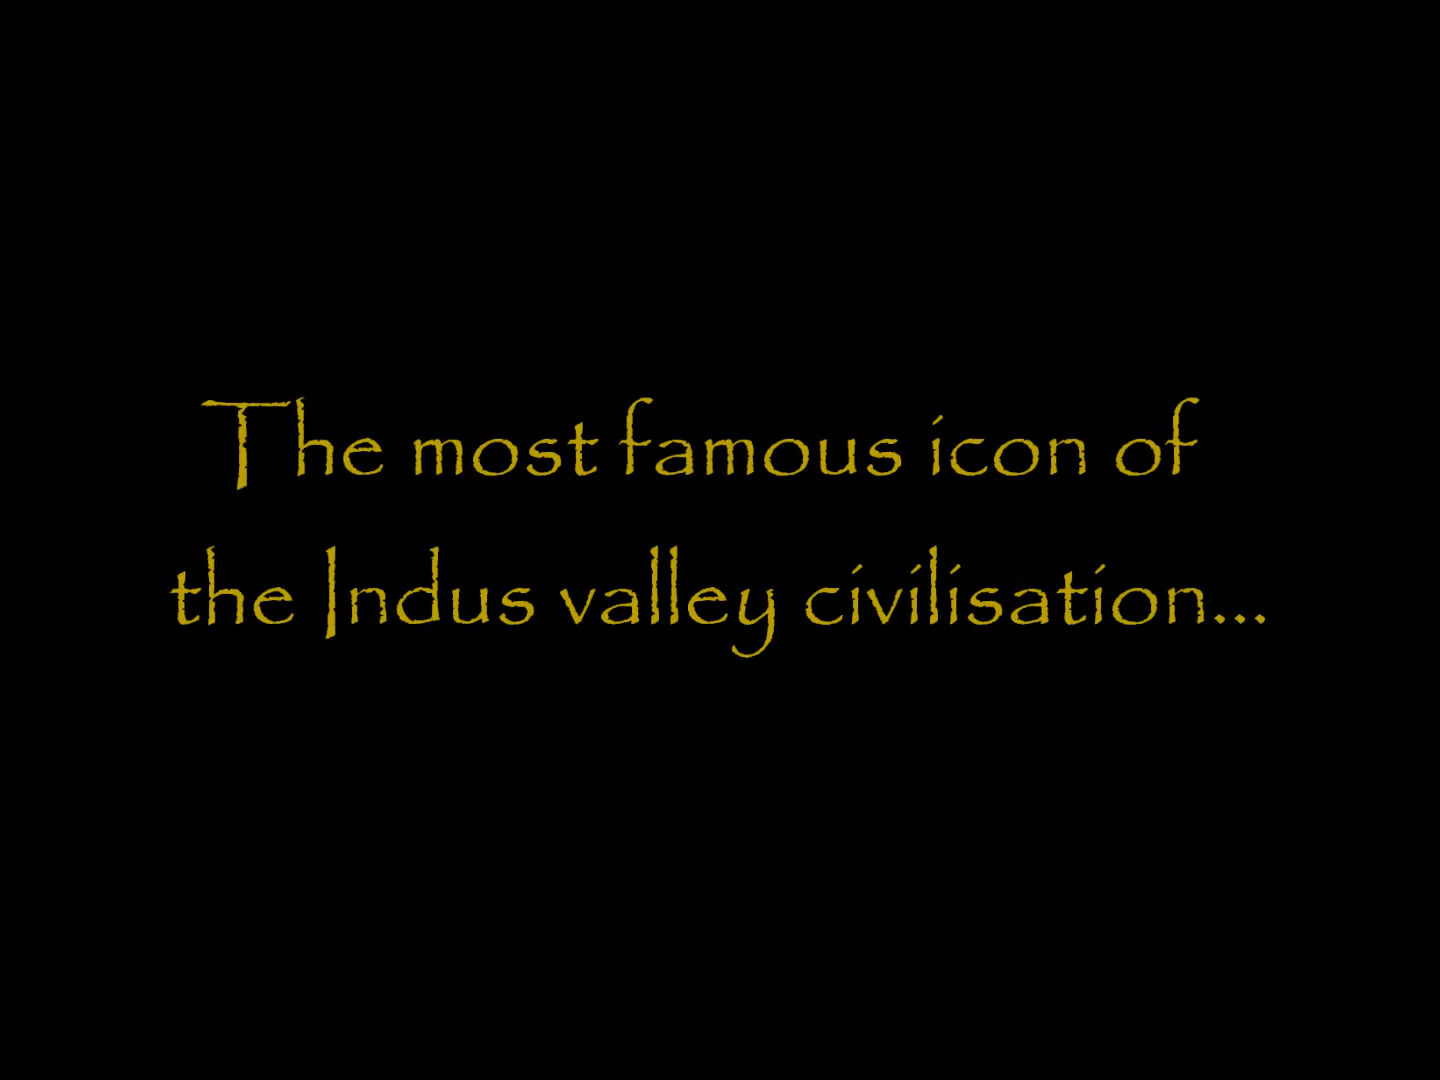 The most famous icon of
the Indus valley civilisation...